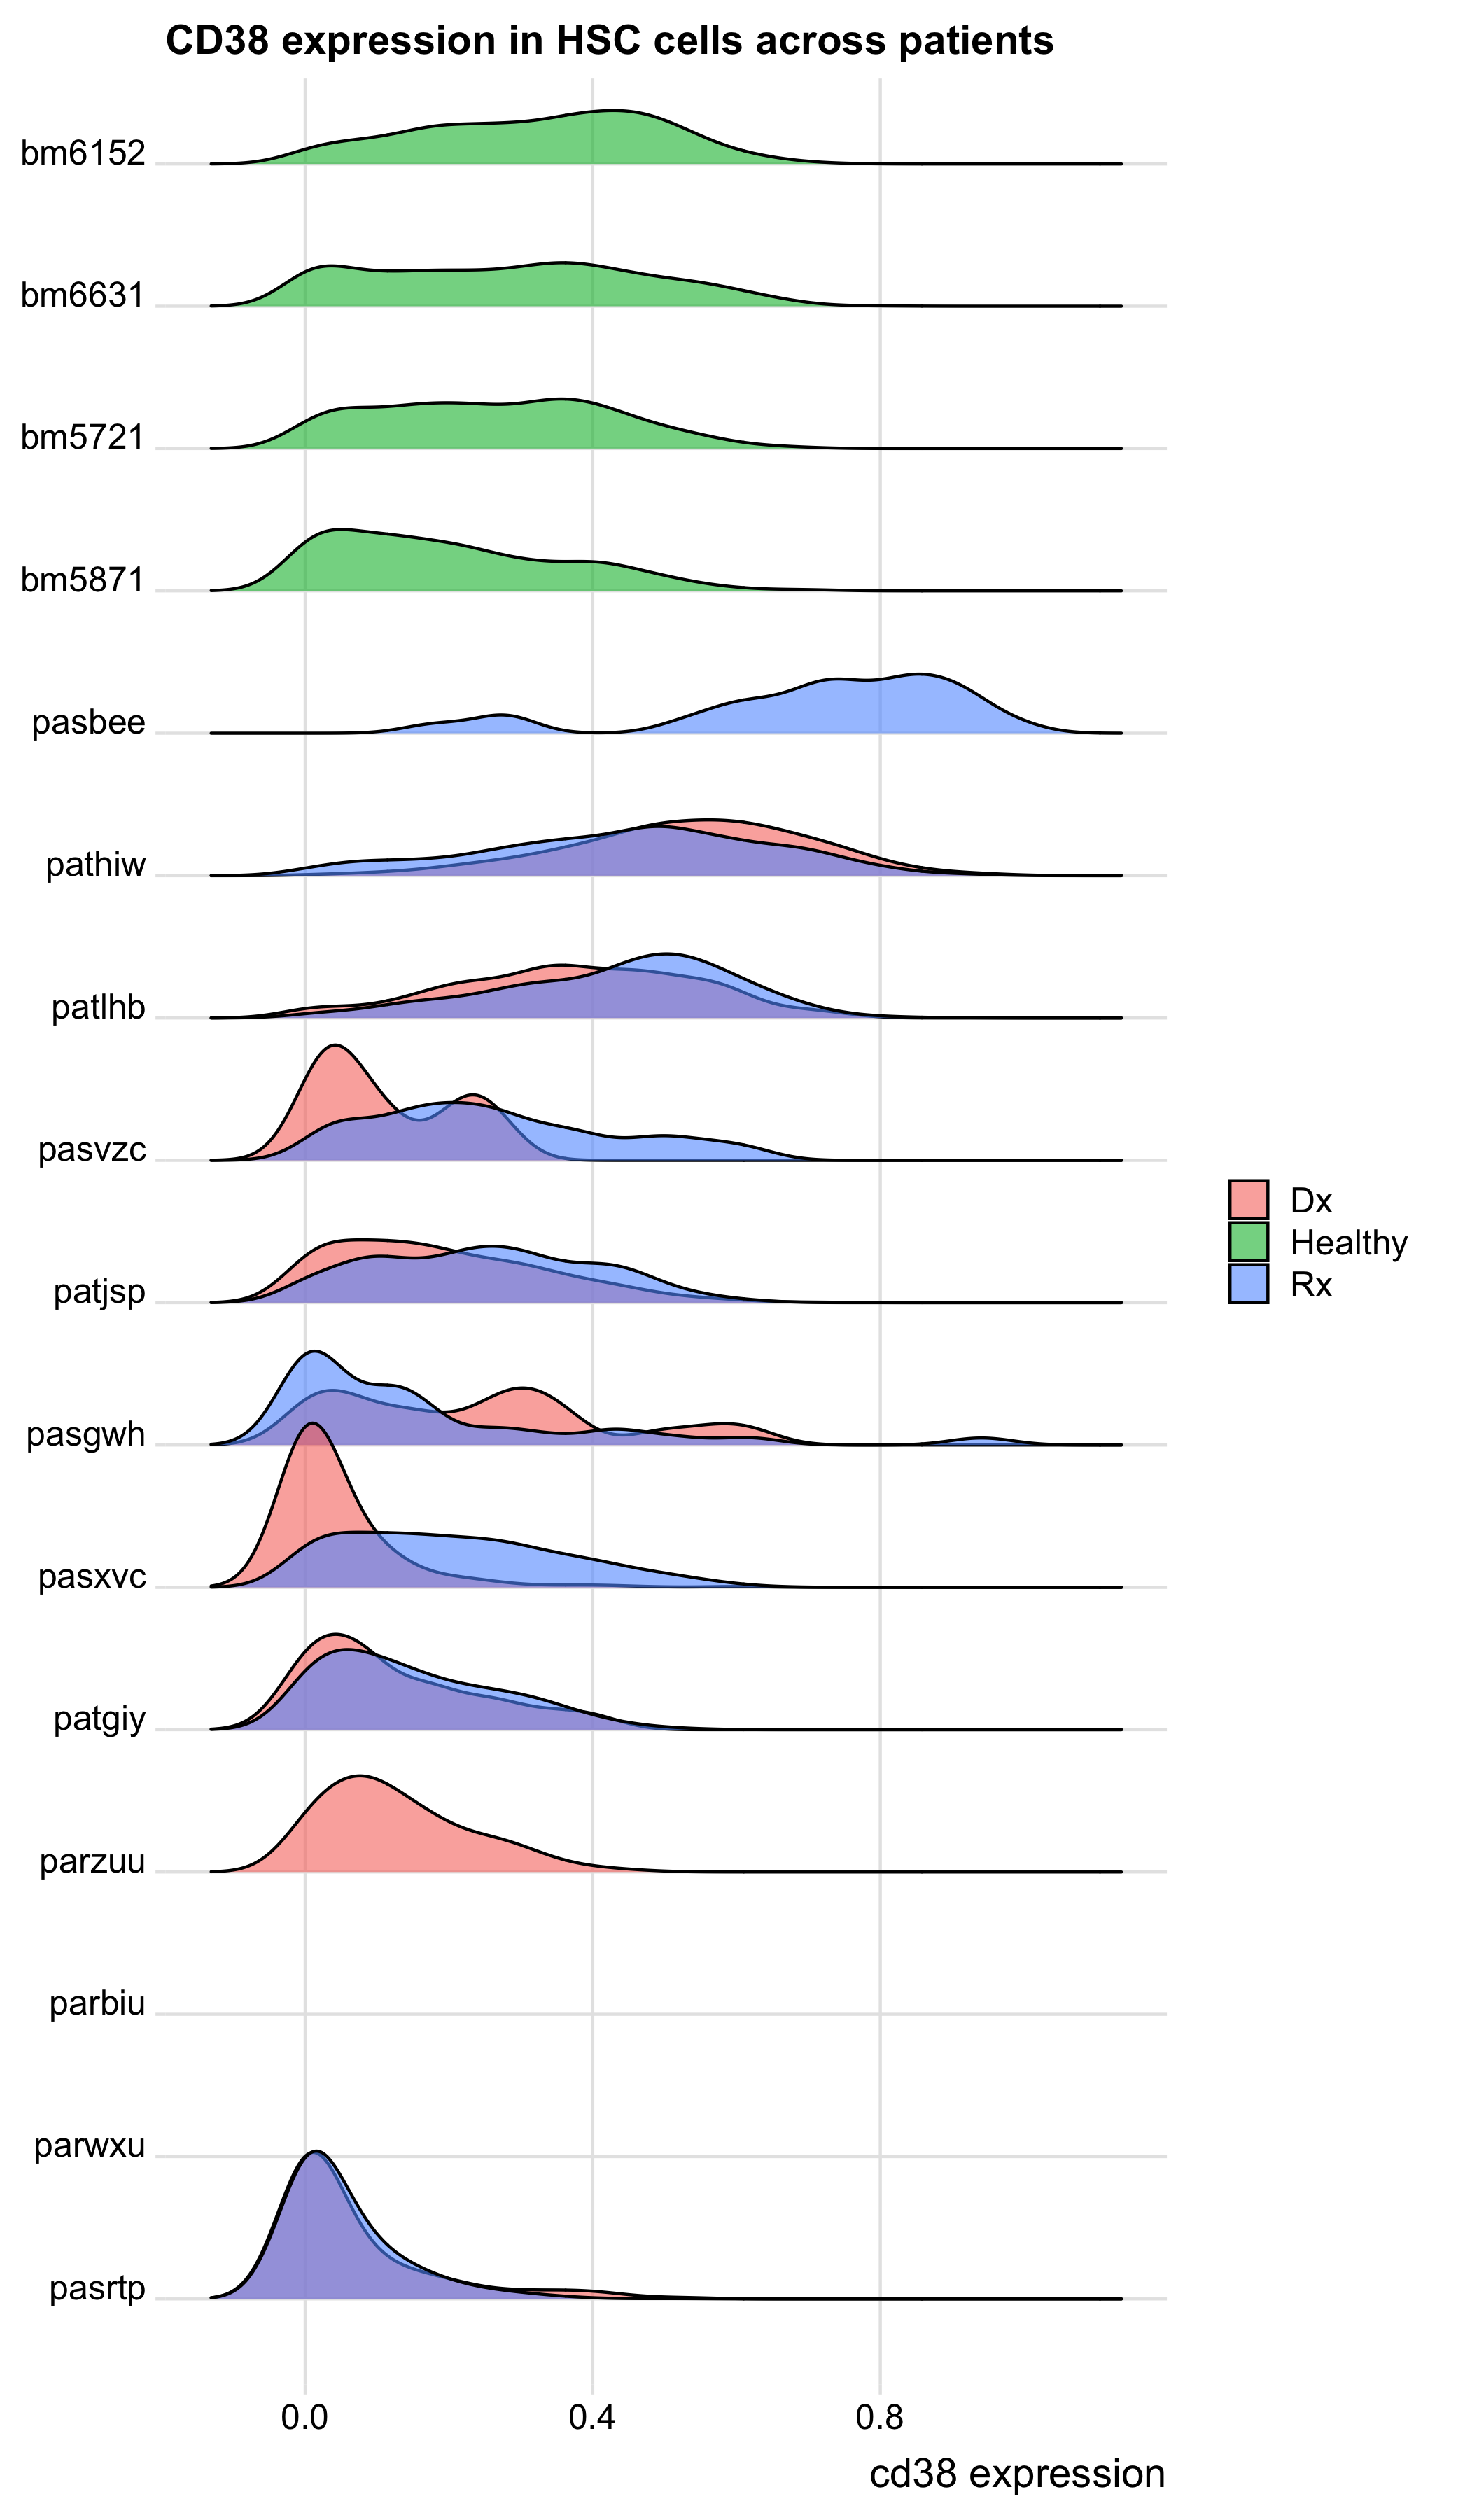 CD38 expression in HSC cells across patients
bm6152
bm6631
bm5721
bm5871
pasbee
pathiw
patlhb
pasvzc
patjsp
pasgwh
pasxvc
patgiy
parzuu
parbiu
parwxu
pasrtp
0.0 0.4 0.8
cd38 expression
Dx
Healthy
Rx